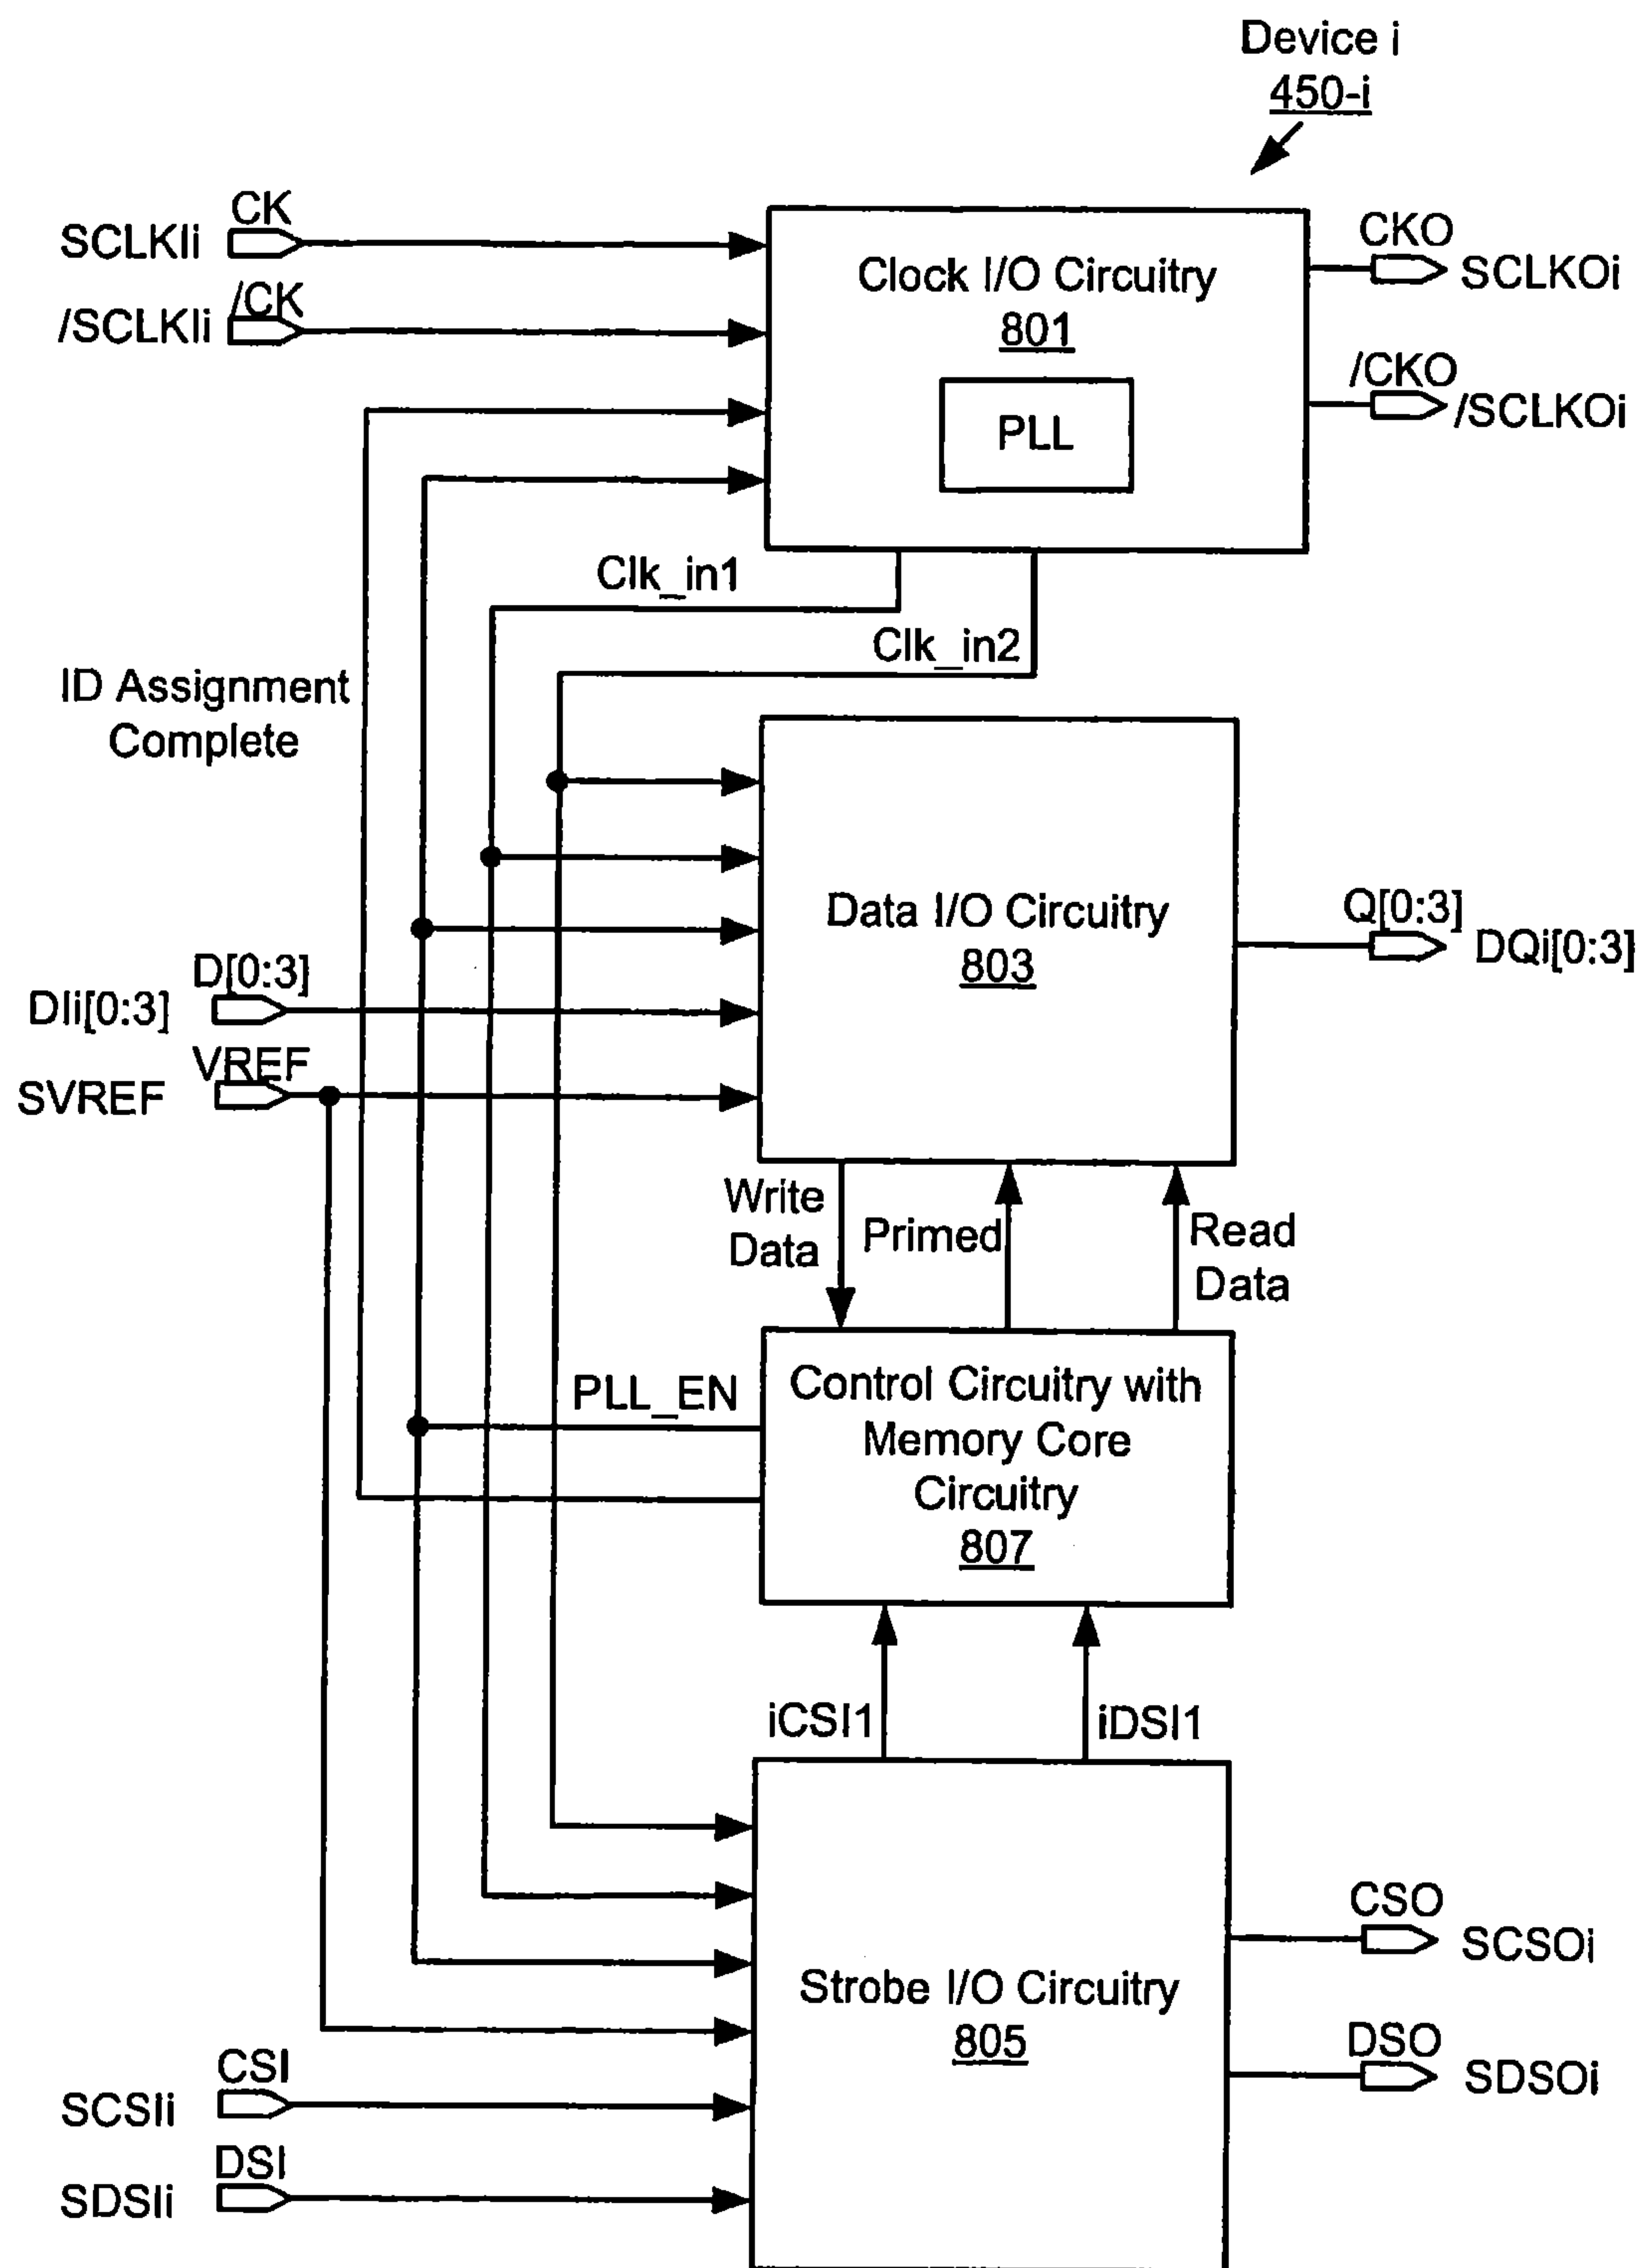 Device i
450-i
CK
SCLKIi
/CK
/SCLKIi
Clock I/O Circuitry
801
PLL
CKO
SCLKOi
/CKO
/SCLKOi
Clk_in1
Clk_in2
ID Assignment
Complete
Data I/O Circuitry
803
D[0:3]
DIi[0:3]
VREF
SVREF
Q[0:3]
DQi[0:3]
Write
Data
Primed
Read
Data
PLL_EN
Control Circuitry with
Memory Core
Circuitry
807
iCSI1
iDSI1
Strobe I/O Circuitry
805
CSI
SCSIi
DSI
SDSIi
CSO
SCSOi
DSO
SDSOi